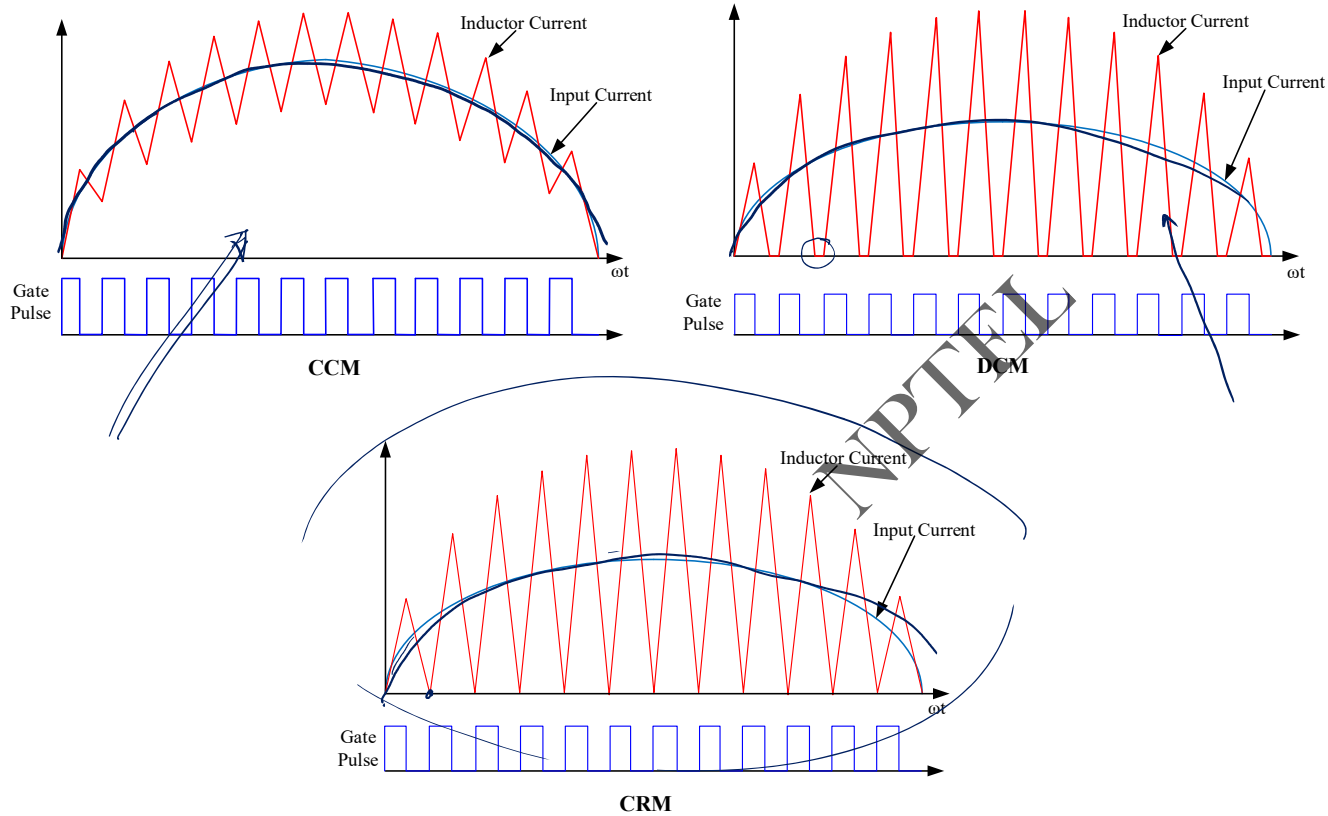 Inductor Current
Input Current
ωt
Gate
Pulse
CCM
Inductor Current
Input Current
ωt
Gate
Pulse
DCM
NPTEL
Inductor Current
Input Current
ωt
Gate
Pulse
CRM